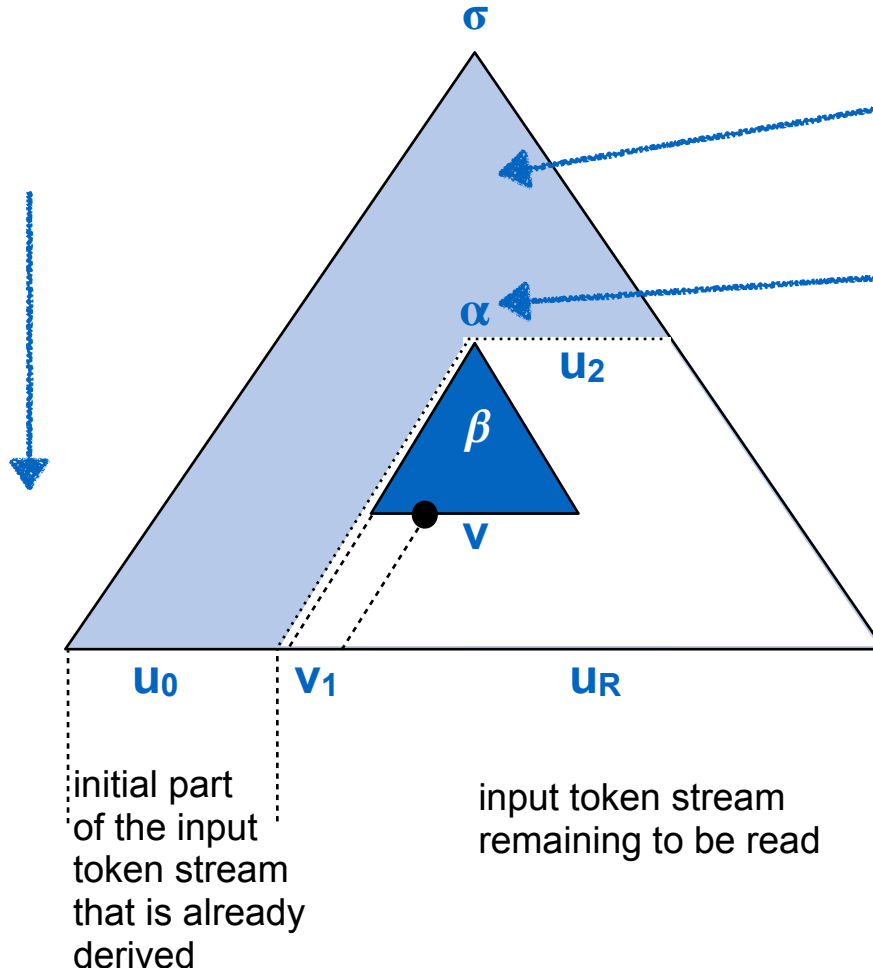 σ
α
u₂
β
v
u₀
v₁
u_R
initial part
of the input
token stream
that is already
derived
input token stream
remaining to be read